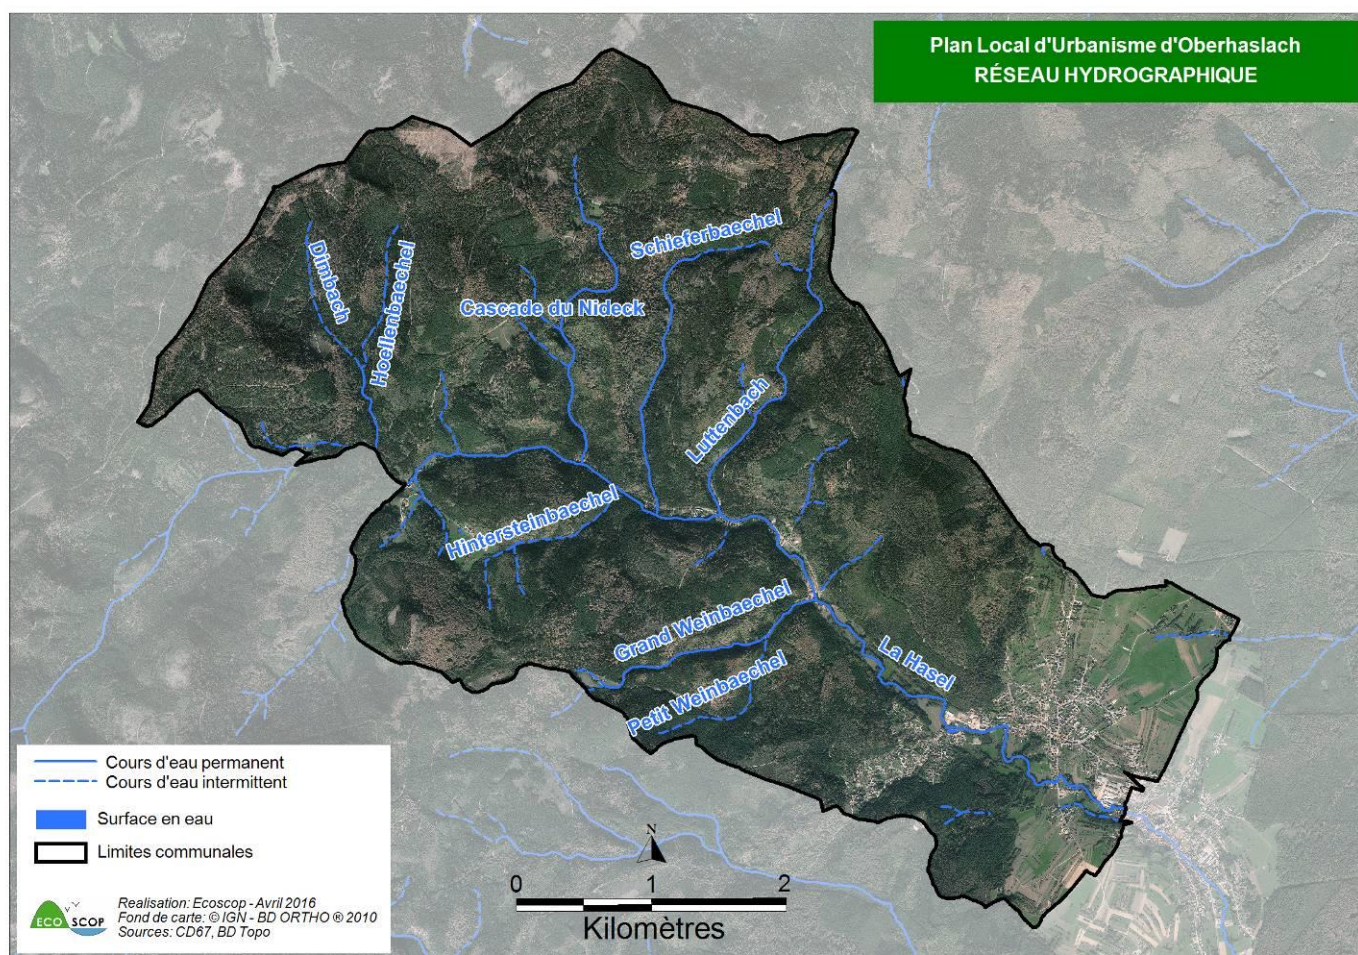 Plan Local d'Urbanisme d'Oberhaslach
RÉSEAU HYDROGRAPHIQUE
Schieferbaechel
Dimbach
Hoellenbaechel
Cascade du Nideck
Luttenbach
Hintersteinbaechel
Grand Weinbaechel
La Hasel
Petit Weinbaechel
Cours d'eau permanent
Cours d'eau intermittent
Surface en eau
Limites communales
ECO SCOP
Realisation: Ecoscop - Avril 2016
Fond de carte: © IGN - BD ORTHO ® 2010
Sources: CD67, BD Topo
N
0 1 2
Kilomètres